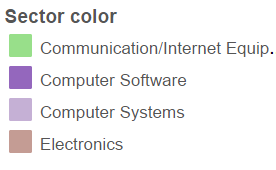 Sector color
Communication/Internet Equip.
Computer Software
Computer Systems
Electronics